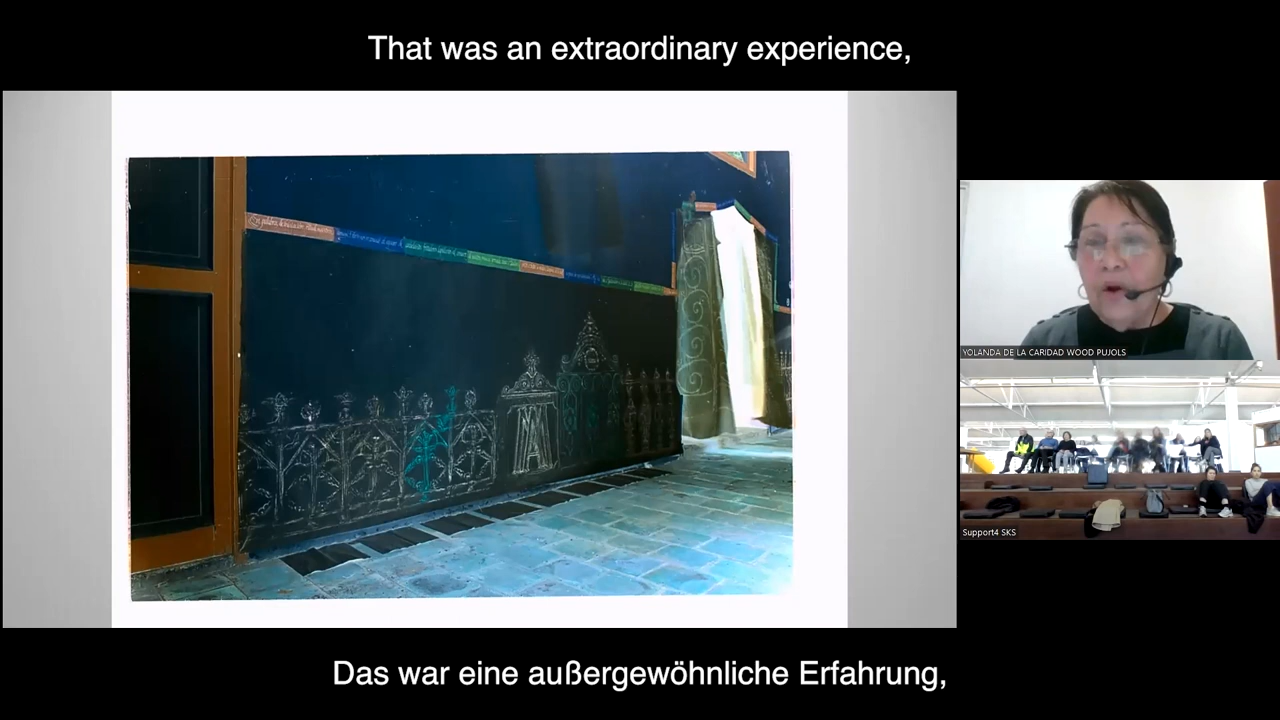 That was an extraordinary experience,
YOLANDA DE LA CARIDAD WOOD PUJOLS
Support4 SKS
Das war eine außergewöhnliche Erfahrung,